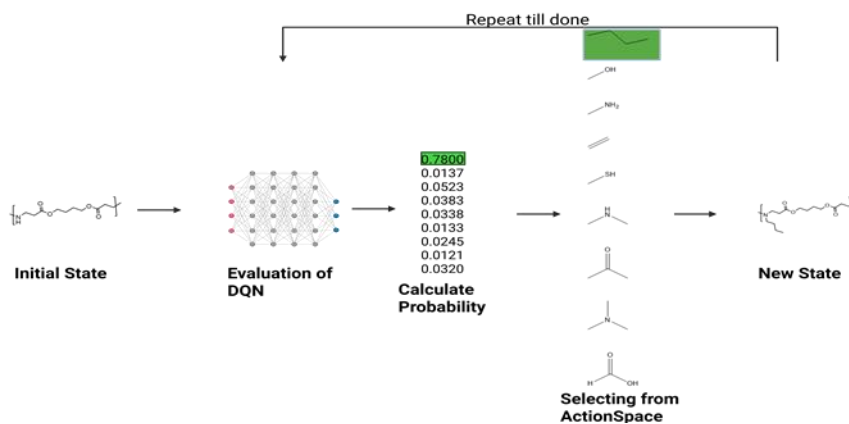 Repeat till done
Initial State
Evaluation of
DQN
0.7800
0.0137
0.0523
0.0383
0.0338
0.0133
0.0245
0.0121
0.0320
Calculate
Probability
OH
NH₂
SH
H
N
O
N
O
H
OH
Selecting from
ActionSpace
New State
O
N
H
O
O
O
N
O
O
O